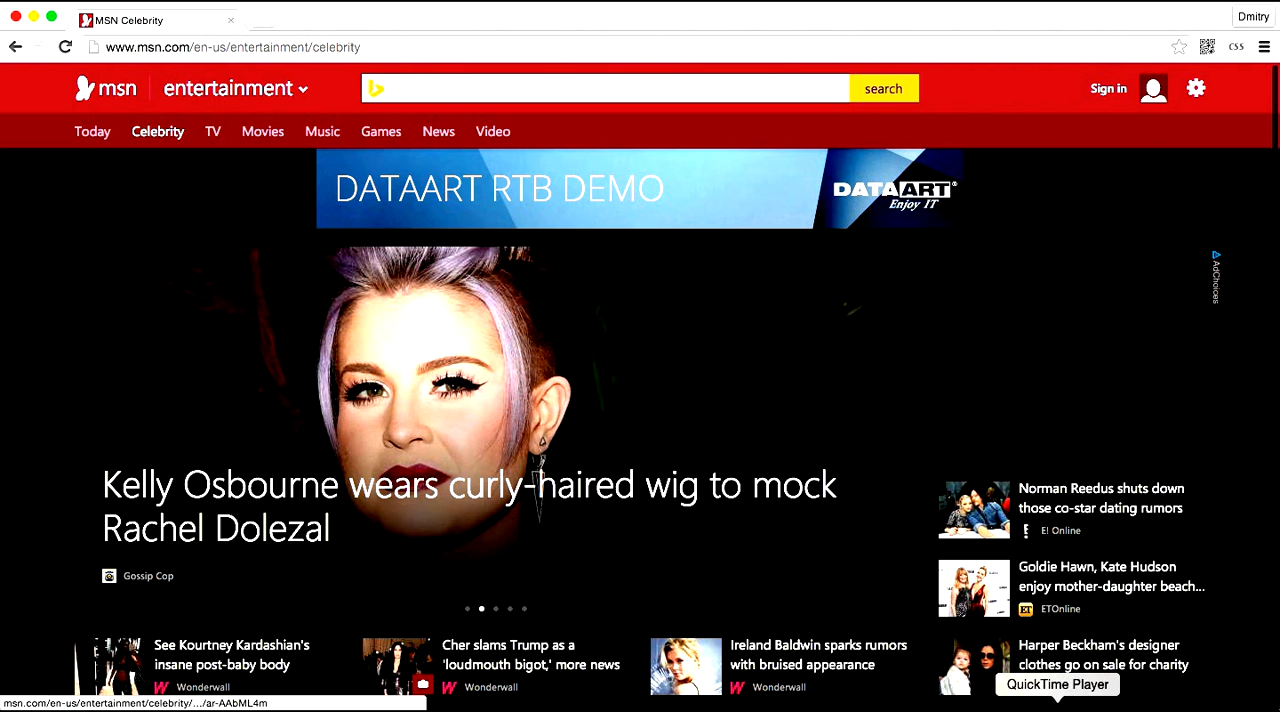 MSN Celebrity
Dmitry
www.msn.com/en-us/entertainment/celebrity
CSS
msn
entertainment
search
Sign in
Today
Celebrity
TV
Movies
Music
Games
News
Video
DATAART RTB DEMO
DATAART®
Enjoy IT
AdChoices
Kelly Osbourne wears curly-haired wig to mock
Rachel Dolezal
Gossip Cop
Norman Reedus shuts down
those co-star dating rumors
E! Online
Goldie Hawn, Kate Hudson
enjoy mother-daughter beach...
ET
ETOnline
See Kourtney Kardashian's
insane post-baby body
Wonderwall
Cher slams Trump as a
'loudmouth bigot,' more news
Wonderwall
Ireland Baldwin sparks rumors
with bruised appearance
Wonderwall
Harper Beckham's designer
clothes go on sale for charity
QuickTime Player
msn.com/en-us/entertainment/celebrity/.../ar-AAbML4m